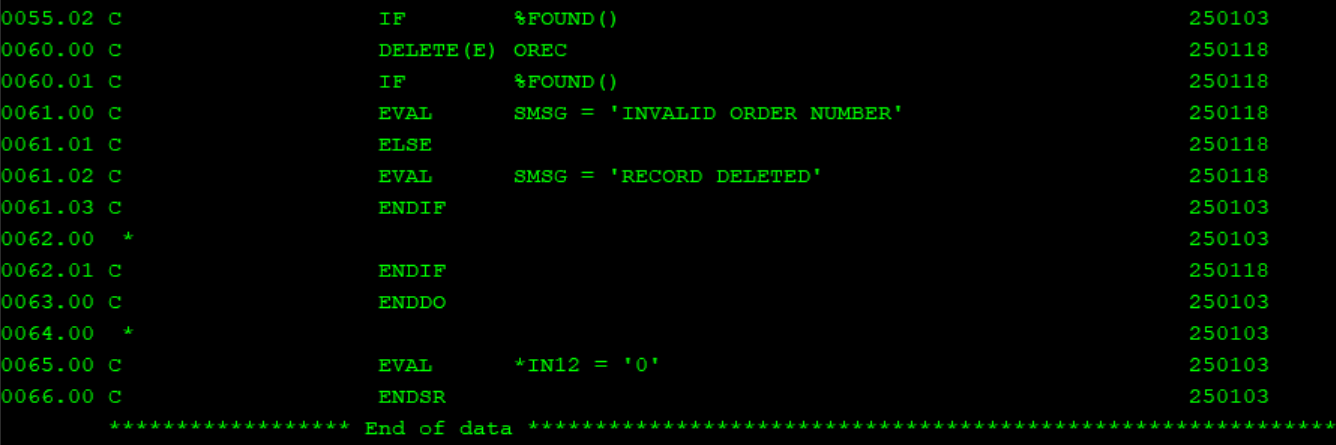 0055.02 C                    IF        %FOUND()                                          250103
0060.00 C                    DELETE(E) OREC                                              250118
0060.01 C                    IF        %FOUND()                                          250118
0061.00 C                    EVAL      SMSG = 'INVALID ORDER NUMBER'                     250118
0061.01 C                    ELSE                                                        250118
0061.02 C                    EVAL      SMSG = 'RECORD DELETED'                           250118
0061.03 C                    ENDIF                                                       250103
0062.00  *                                                                              250103
0062.01 C                    ENDIF                                                       250118
0063.00 C                    ENDDO                                                       250103
0064.00  *                                                                              250103
0065.00 C                    EVAL      *IN12 = '0'                                       250103
0066.00 C                    ENDSR                                                       250103
****************** End of data ************************************************************